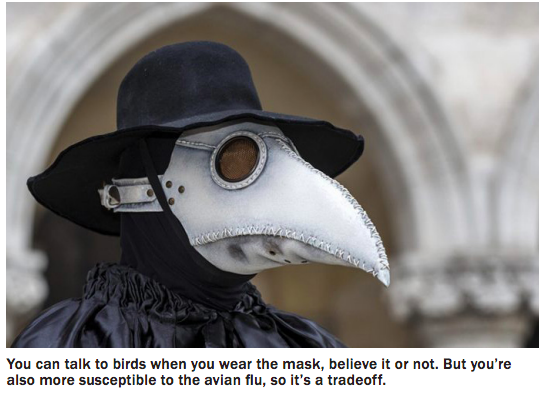 You can talk to birds when you wear the mask, believe it or not. But you’re
also more susceptible to the avian flu, so it’s a tradeoff.